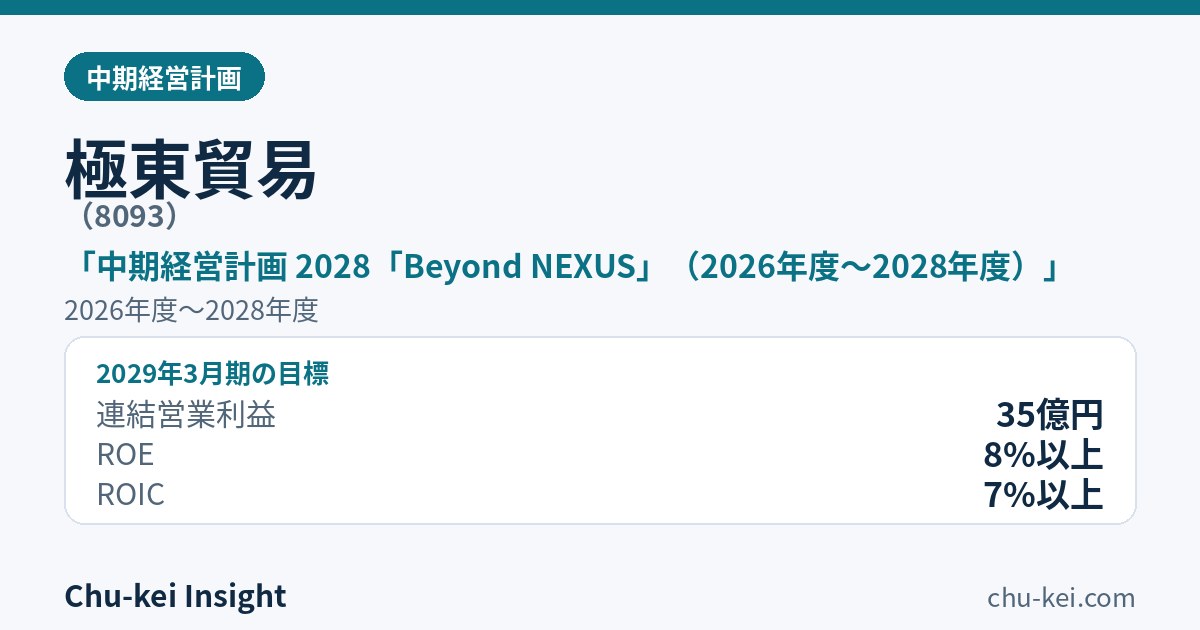 中期経営計画
極東貿易
（8093）
「中期経営計画 2028「Beyond NEXUS」（2026年度〜2028年度）」
2026年度〜2028年度
2029年3月期の目標
連結営業利益 35億円
ROE 8%以上
ROIC 7%以上
Chu-kei Insight chu-kei.com